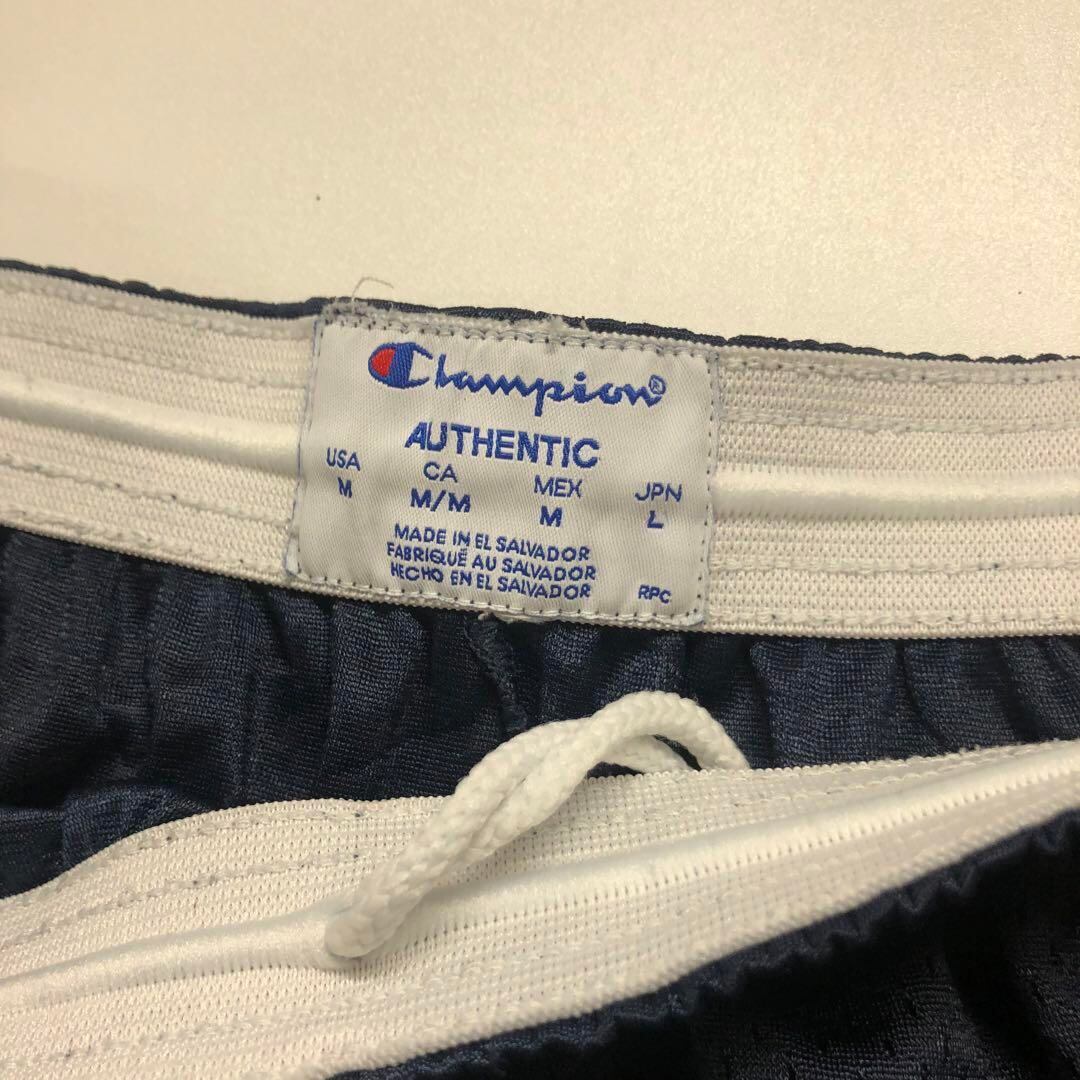 Champion®
AUTHENTIC
USA CA MEX JPN
M M/M M L
MADE IN EL SALVADOR
FABRIQUÉ AU SALVADOR
HECHO EN EL SALVADOR
RPC